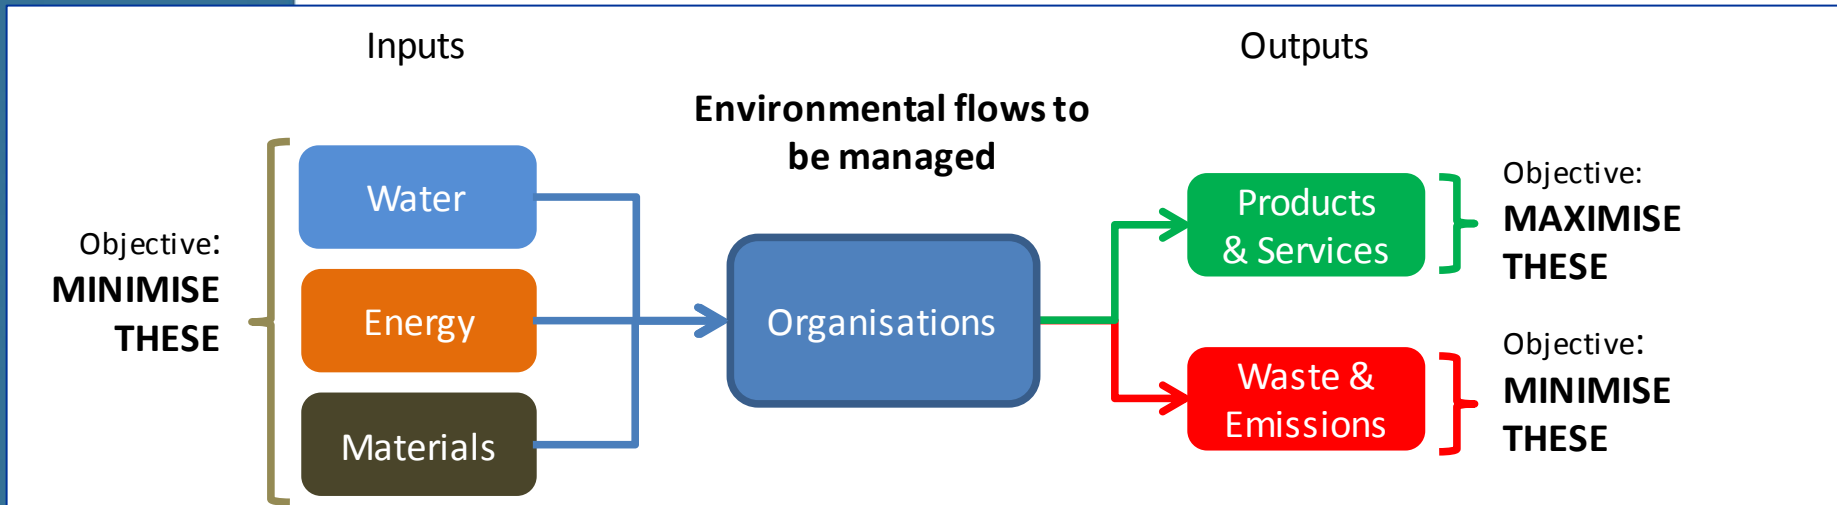 Inputs
Outputs
Environmental flows to
be managed
Objective:
MINIMISE
THESE
Water
Energy
Materials
Organisations
Products
& Services
Waste &
Emissions
Objective:
MAXIMISE
THESE
Objective:
MINIMISE
THESE